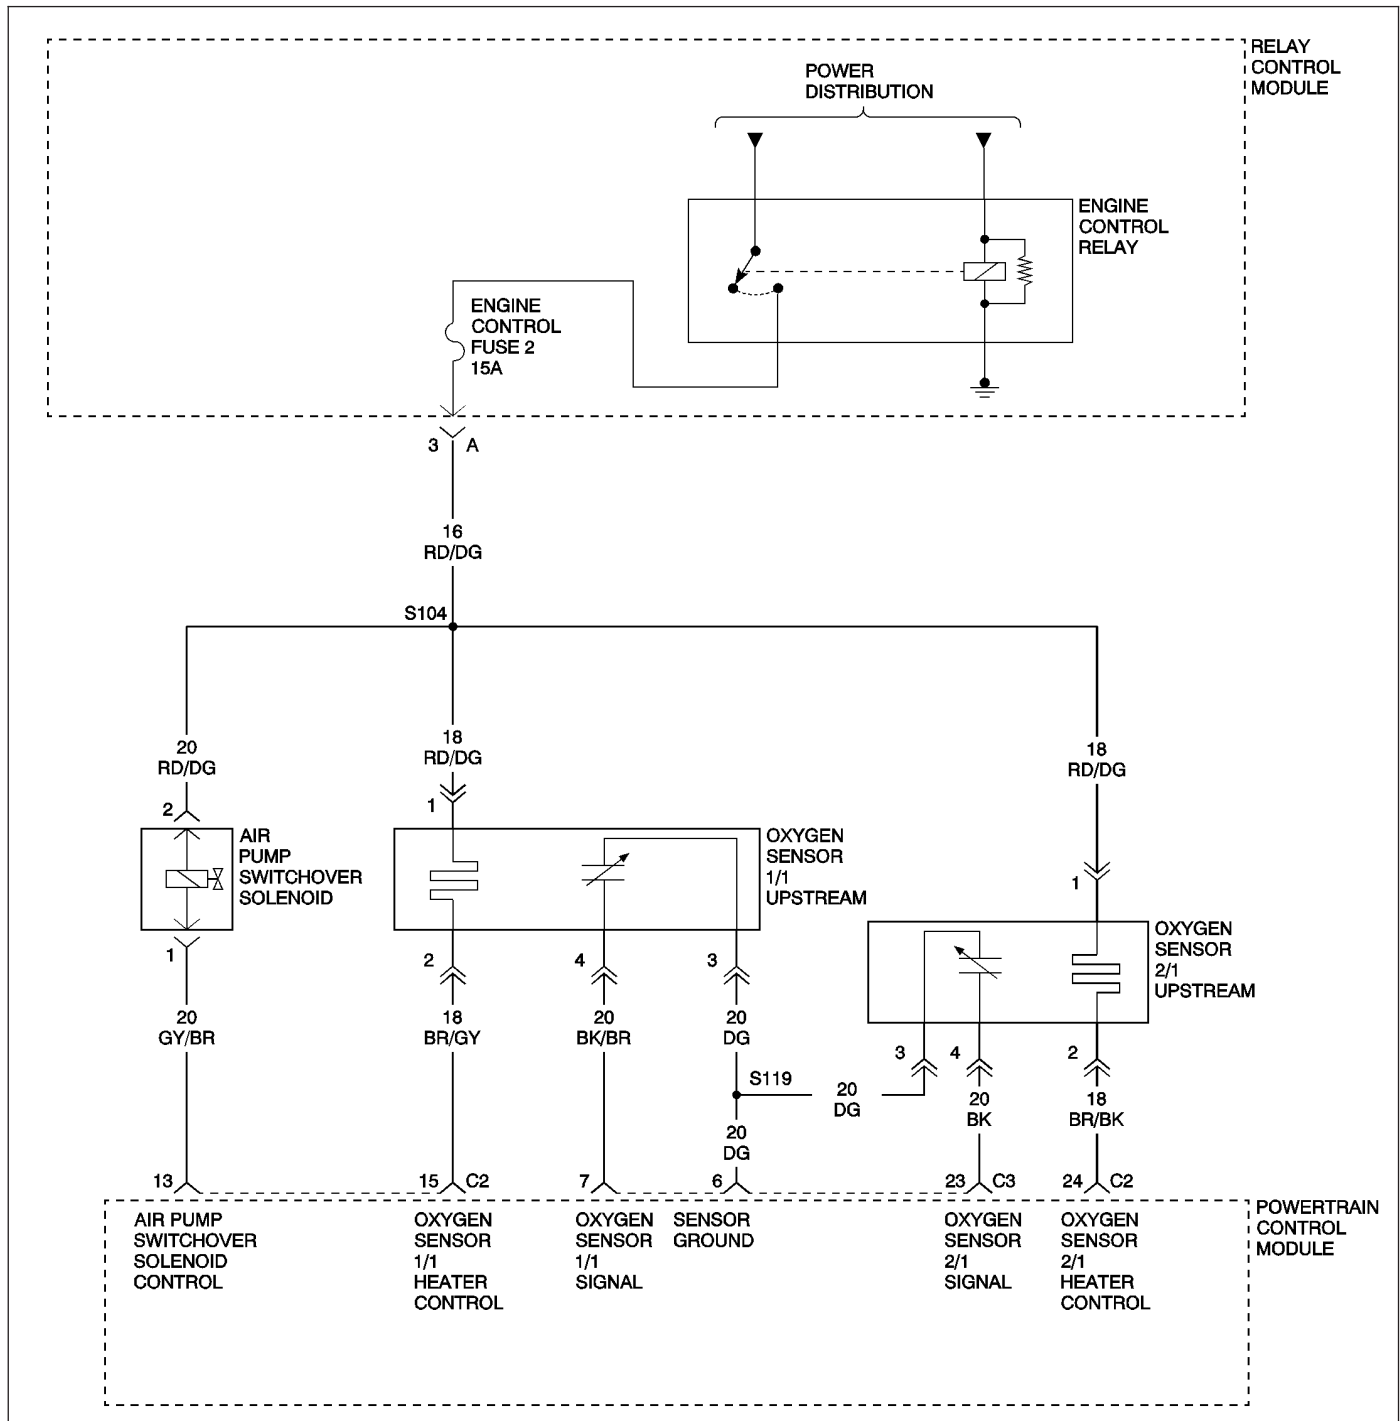 RELAY
CONTROL
MODULE
POWER
DISTRIBUTION
ENGINE
CONTROL
RELAY
ENGINE
CONTROL
FUSE 2
15A
3 A
16
RD/DG
S104
20
RD/DG
18
RD/DG
18
RD/DG
2
1
1
AIR
PUMP
SWITCHOVER
SOLENOID
OXYGEN
SENSOR
1/1
UPSTREAM
OXYGEN
SENSOR
2/1
UPSTREAM
1
2
4
3
20
GY/BR
18
BR/GY
20
BK/BR
20
DG
3
4
2
S119
20
DG
20
BK
18
BR/BK
20
DG
13
15 C2
7
6
23 C3
24 C2
POWERTRAIN
CONTROL
MODULE
AIR PUMP
SWITCHOVER
SOLENOID
CONTROL
OXYGEN
SENSOR
1/1
HEATER
CONTROL
OXYGEN
SENSOR
1/1
SIGNAL
SENSOR
GROUND
OXYGEN
SENSOR
2/1
SIGNAL
OXYGEN
SENSOR
2/1
HEATER
CONTROL